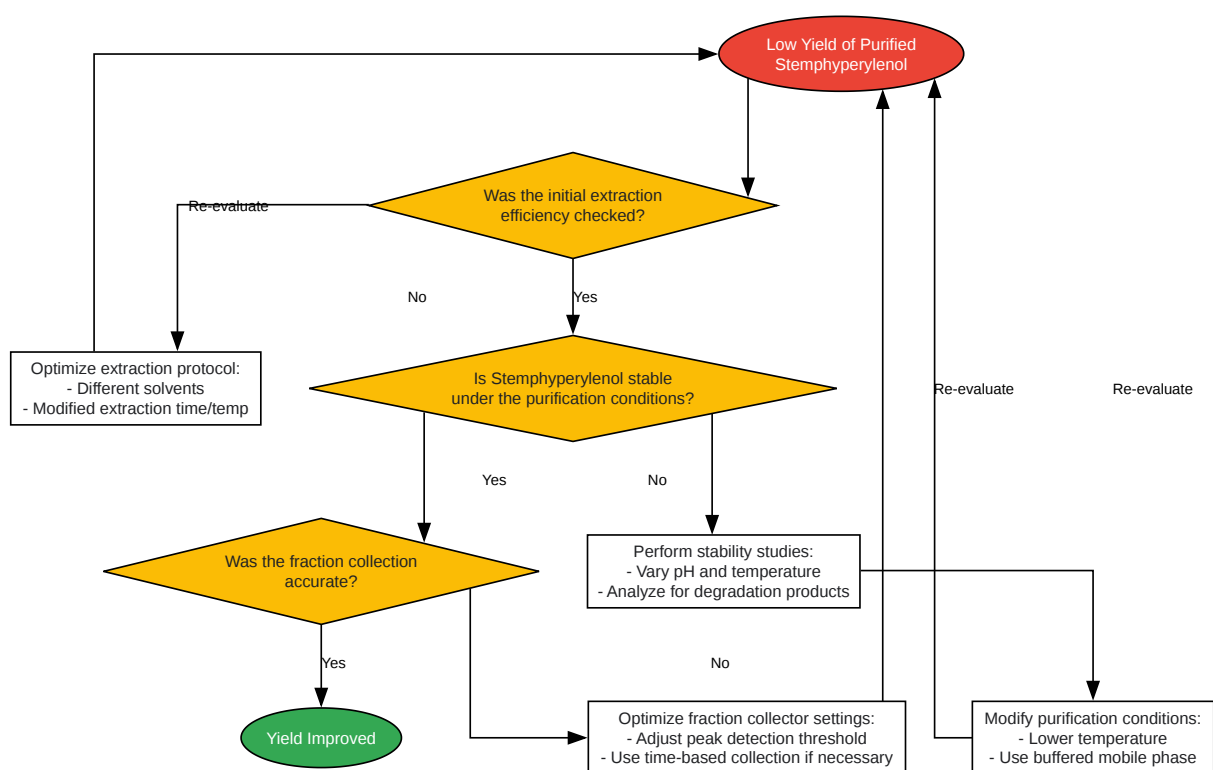 Low Yield of Purified
Stemphyperylenol
Was the initial extraction
efficiency checked?
Re-evaluate
No
Yes
Optimize extraction protocol:
- Different solvents
- Modified extraction time/temp
Is Stemphyperylenol stable
under the purification conditions?
Re-evaluate
Re-evaluate
Yes
No
Was the fraction collection
accurate?
Perform stability studies:
- Vary pH and temperature
- Analyze for degradation products
Yes
No
Yield Improved
Optimize fraction collector settings:
- Adjust peak detection threshold
- Use time-based collection if necessary
Modify purification conditions:
- Lower temperature
- Use buffered mobile phase